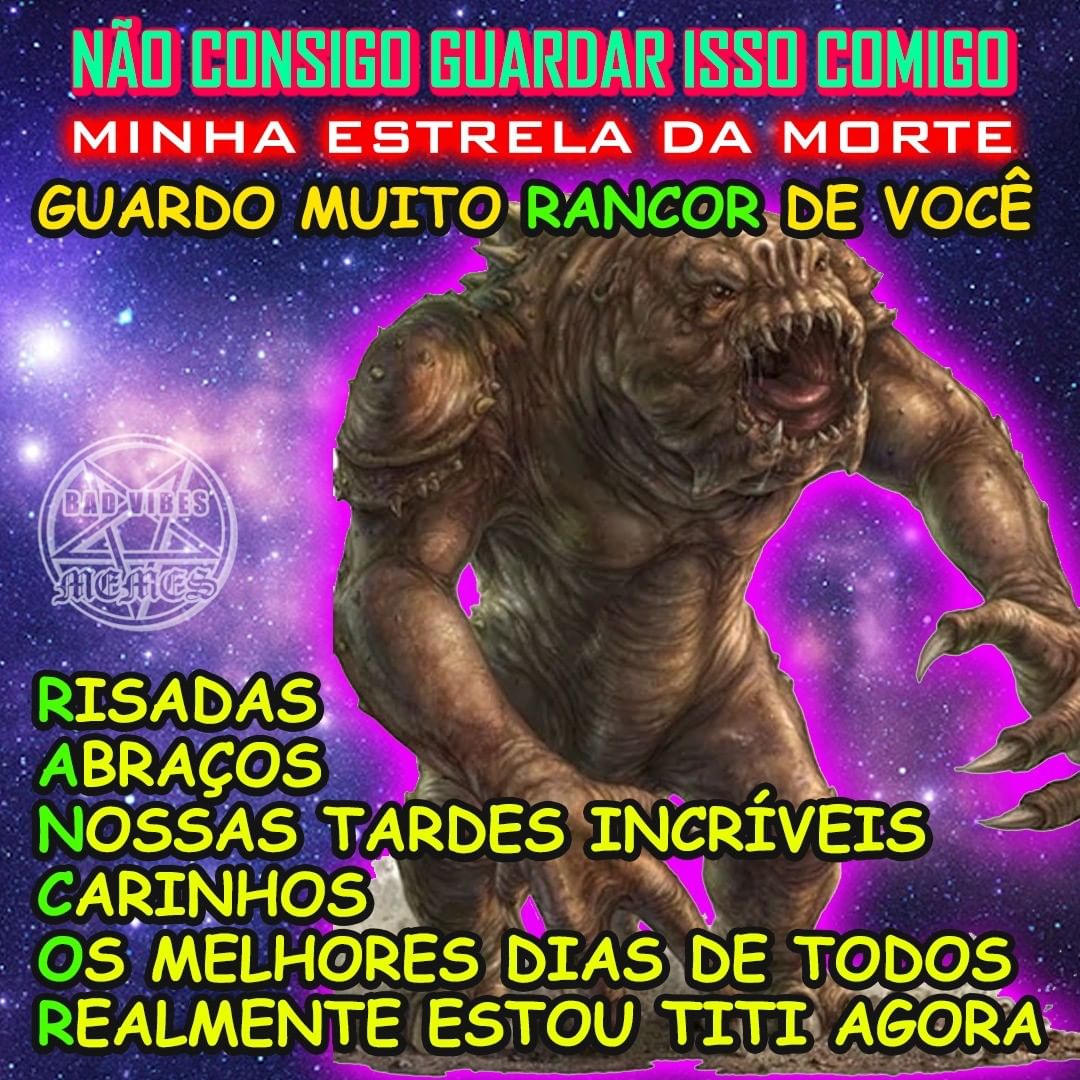 NÃO CONSIGO GUARDAR ISSO COMIGO
MINHA ESTRELA DA MORTE
GUARDO MUITO RANCOR DE VOCÊ
BAD VIBES
MEMES
RISADAS
ABRAÇOS
NOSSAS TARDES INCRÍVEIS
CARINHOS
OS MELHORES DIAS DE TODOS
REALMENTE ESTOU TITI AGORA